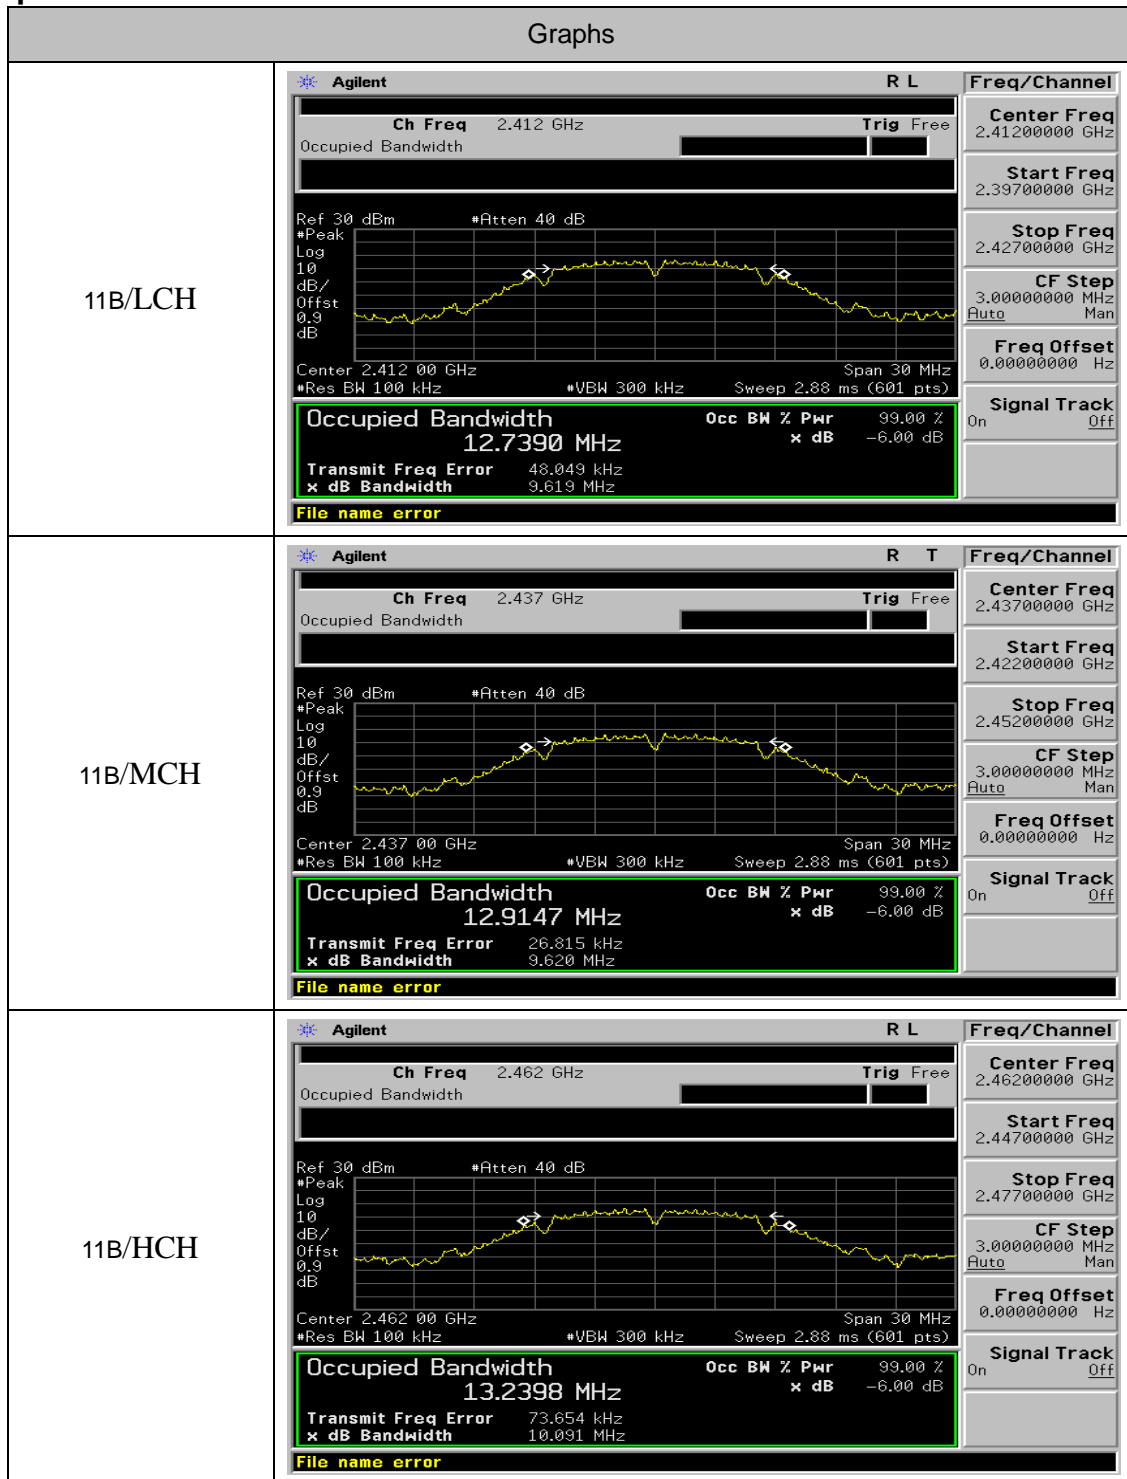 Graphs
11B/LCH
Agilent R L Freq/Channel
Ch Freq 2.412 GHz Trig Free
Occupied Bandwidth
Center Freq
2.41200000 GHz
Start Freq
2.39700000 GHz
Stop Freq
2.42700000 GHz
CF Step
3.00000000 MHz
Auto Man
Freq Offset
0.00000000 Hz
Signal Track
On Off
Ref 30 dBm #Atten 40 dB
#Peak
Log
10
dB/
Offst
0.9
dB
Center 2.412 00 GHz Span 30 MHz
#Res BW 100 kHz #VBW 300 kHz Sweep 2.88 ms (601 pts)
Occupied Bandwidth Occ BW % Pwr 99.00 %
12.7390 MHz x dB -6.00 dB
Transmit Freq Error 48.049 kHz
x dB Bandwidth 9.619 MHz
File name error
11B/MCH
Agilent R T Freq/Channel
Ch Freq 2.437 GHz Trig Free
Occupied Bandwidth
Center Freq
2.43700000 GHz
Start Freq
2.42200000 GHz
Stop Freq
2.45200000 GHz
CF Step
3.00000000 MHz
Auto Man
Freq Offset
0.00000000 Hz
Signal Track
On Off
Ref 30 dBm #Atten 40 dB
#Peak
Log
10
dB/
Offst
0.9
dB
Center 2.437 00 GHz Span 30 MHz
#Res BW 100 kHz #VBW 300 kHz Sweep 2.88 ms (601 pts)
Occupied Bandwidth Occ BW % Pwr 99.00 %
12.9147 MHz x dB -6.00 dB
Transmit Freq Error 26.815 kHz
x dB Bandwidth 9.620 MHz
File name error
11B/HCH
Agilent R L Freq/Channel
Ch Freq 2.462 GHz Trig Free
Occupied Bandwidth
Center Freq
2.46200000 GHz
Start Freq
2.44700000 GHz
Stop Freq
2.47700000 GHz
CF Step
3.00000000 MHz
Auto Man
Freq Offset
0.00000000 Hz
Signal Track
On Off
Ref 30 dBm #Atten 40 dB
#Peak
Log
10
dB/
Offst
0.9
dB
Center 2.462 00 GHz Span 30 MHz
#Res BW 100 kHz #VBW 300 kHz Sweep 2.88 ms (601 pts)
Occupied Bandwidth Occ BW % Pwr 99.00 %
13.2398 MHz x dB -6.00 dB
Transmit Freq Error 73.654 kHz
x dB Bandwidth 10.091 MHz
File name error